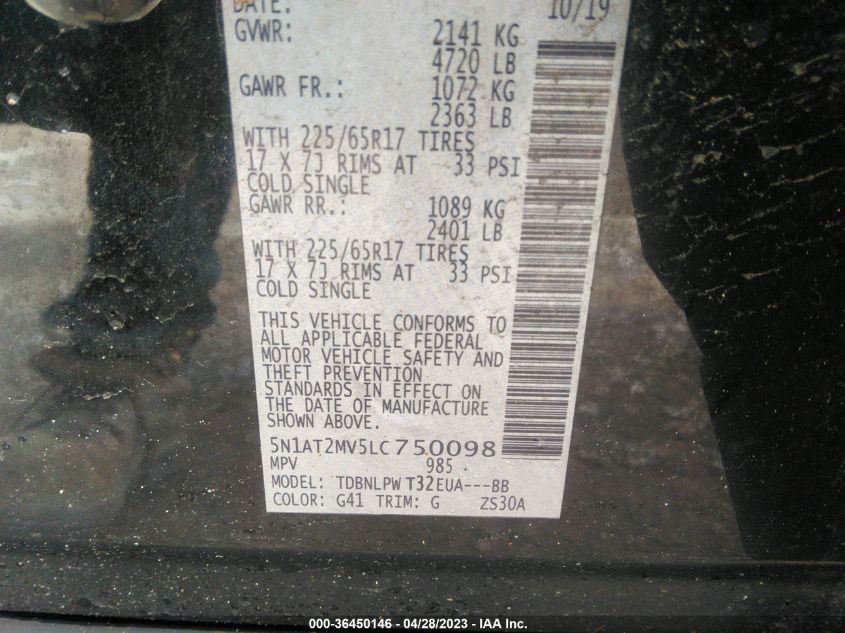 DATE: 10/19
GVWR: 2141 KG
4720 LB
GAWR FR.: 1072 KG
2363 LB
WITH 225/65R17 TIRES
17 X 7J RIMS AT 33 PSI
COLD SINGLE
GAWR RR.: 1089 KG
2401 LB
WITH 225/65R17 TIRES
17 X 7J RIMS AT 33 PSI
COLD SINGLE
THIS VEHICLE CONFORMS TO
ALL APPLICABLE FEDERAL
MOTOR VEHICLE SAFETY AND
THEFT PREVENTION
STANDARDS IN EFFECT ON
THE DATE OF MANUFACTURE
SHOWN ABOVE.
5N1AT2MV5LC750098
MPV 985
MODEL: TDBNLPW T32EUA---BB
COLOR: G41 TRIM: G ZS30A
000-36450146 - 04/28/2023 - IAA Inc.